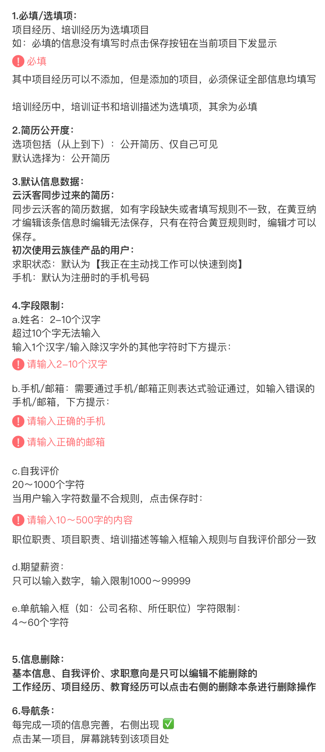 1.必填/选填项：
项目经历、培训经历为选填项目
如：必填的信息没有填写时点击保存按钮在当前项目下发显示
必填
其中项目经历可以不添加，但是添加的项目，必须保证全部信息均填写
培训经历中，培训证书和培训描述为选填项，其余为必填
2.简历公开度：
选项包括（从上到下）：公开简历、仅自己可见
默认选择为：公开简历
3.默认信息数据：
云沃客同步过来的简历：
同步云沃客的简历数据，如有字段缺失或者填写规则不一致，在黄豆纳
才编辑该条信息时编辑无法保存，只有在符合黄豆规则时，编辑才可以
保存。
初次使用云族佳产品的用户：
求职状态：默认为【我正在主动找工作可以快速到岗】
手机：默认为注册时的手机号码
4.字段限制：
a.姓名：2-10个汉字
超过10个字无法输入
输入1个汉字/输入除汉字外的其他字符时下方提示：
请输入2-10个汉字
b.手机/邮箱：需要通过手机/邮箱正则表达式验证通过，如输入错误的
手机/邮箱，下方提示：
请输入正确的手机
请输入正确的邮箱
c.自我评价
20～1000个字符
当用户输入字符数量不合规则，点击保存时：
请输入10～500字的内容
职位职责、项目职责、培训描述等输入框输入规则与自我评价部分一致
d.期望薪资：
只可以输入数字，输入限制1000～99999
e.单航输入框（如：公司名称、所任职位）字符限制：
4～60个字符
5.信息删除：
基本信息、自我评价、求职意向是只可以编辑不能删除的
工作经历、项目经历、教育经历可以点击右侧的删除本条进行删除操作
6.导航条：
每完成一项的信息完善，右侧出现 ✅
点击某一项目，屏幕跳转到该项目处